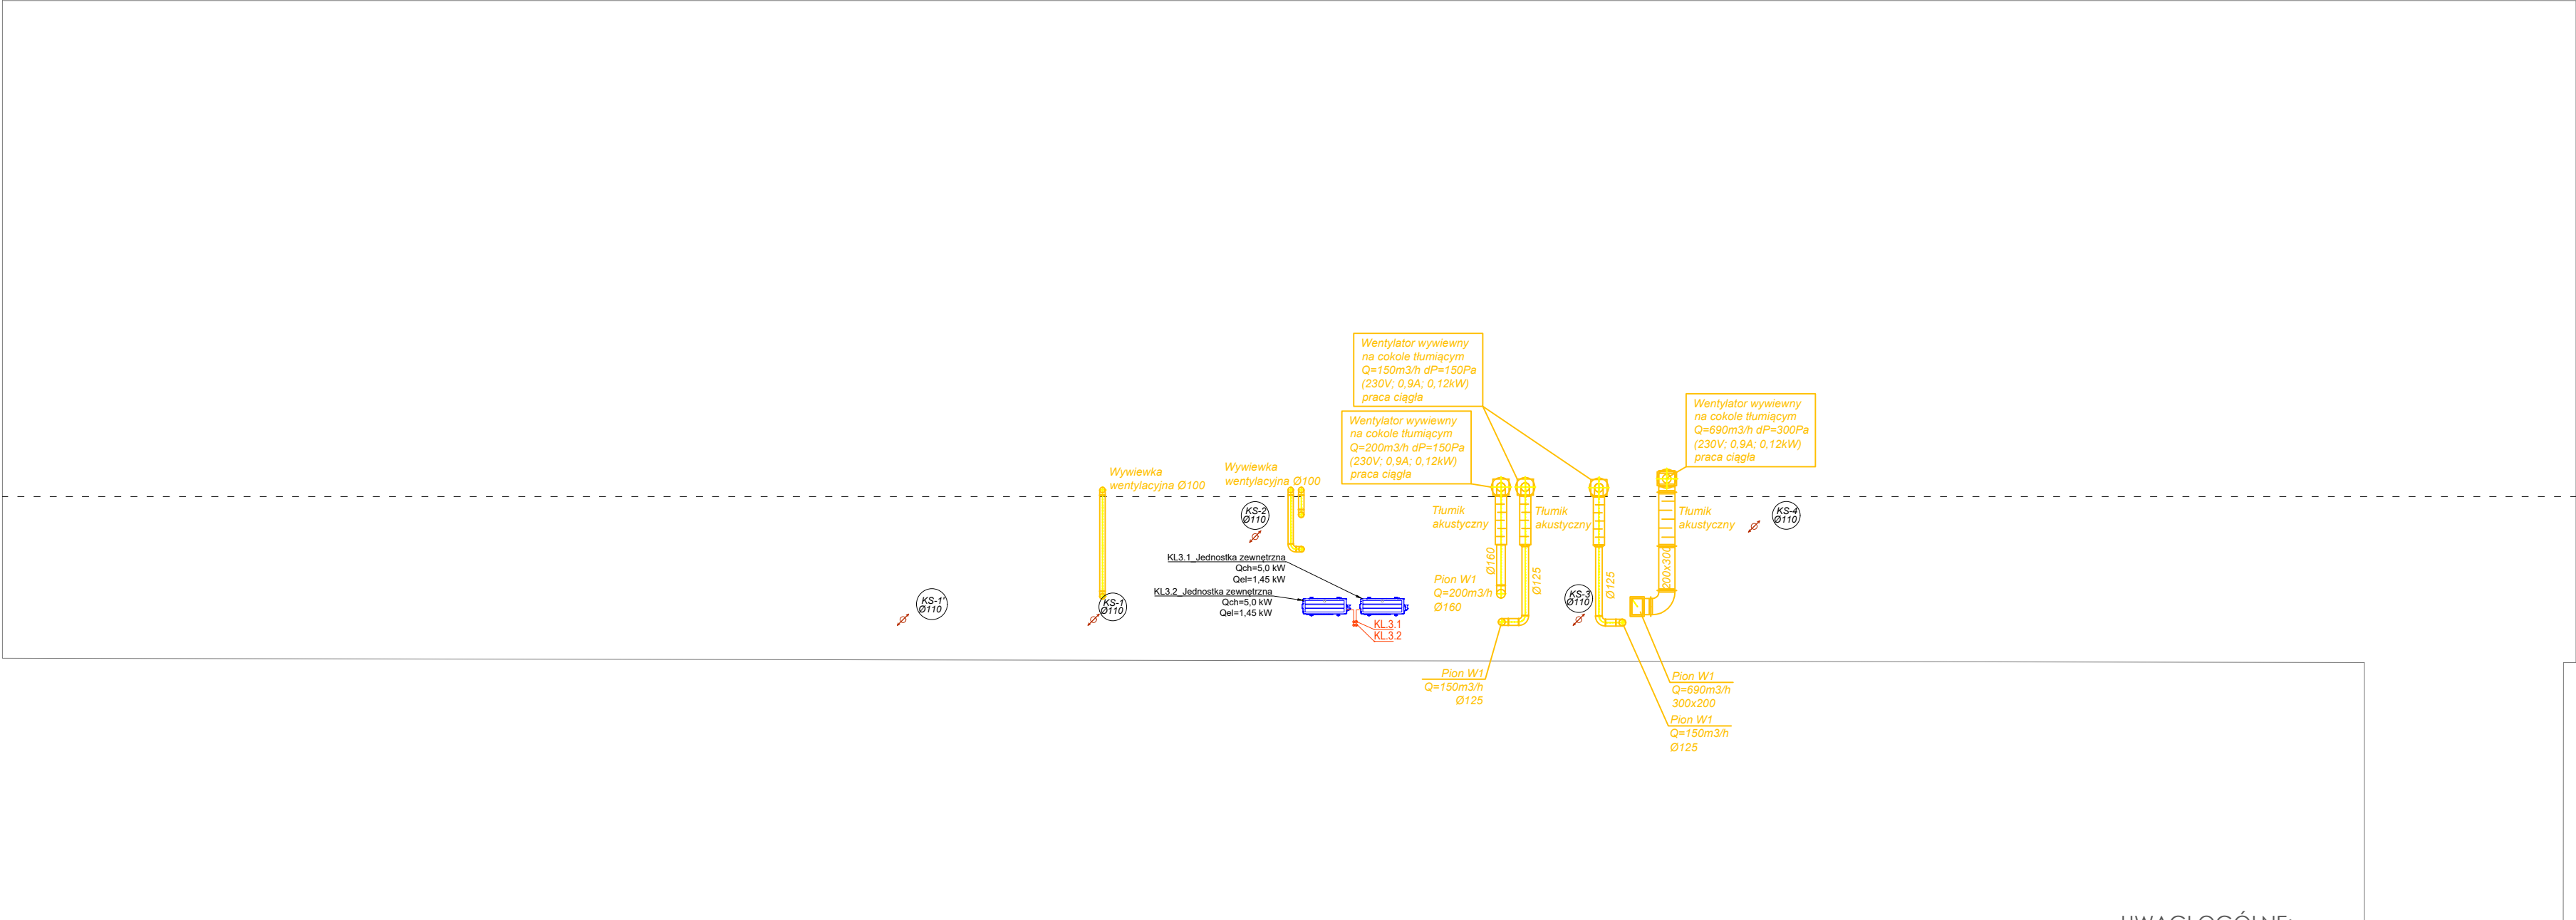 Wentylator wywiewny
na cokole tłumiącym
Q=150m3/h dP=150Pa
(230V; 0,9A; 0,12kW)
praca ciągła
Wentylator wywiewny
na cokole tłumiącym
Q=690m3/h dP=300Pa
(230V; 0,9A; 0,12kW)
praca ciągła
Wentylator wywiewny
na cokole tłumiącym
Q=200m3/h dP=150Pa
(230V; 0,9A; 0,12kW)
praca ciągła
Wywiewka
wentylacyjna Ø100
Wywiewka
wentylacyjna Ø100
KS-2
Ø110
Tłumik
akustyczny
Tłumik
akustyczny
Tłumik
akustyczny
KS-4
Ø110
KL3.1_Jednostka zewnętrzna
Qch=5,0 kW
Qel=1,45 kW
KL3.2_Jednostka zewnętrzna
Qch=5,0 kW
Qel=1,45 kW
Ø160
Ø125
Ø125
200x300
Pion W1
Q=200m3/h
Ø160
KS-1'
Ø110
KS-1
Ø110
KS-3
Ø110
KL.3.1
KL.3.2
Pion W1
Q=150m3/h
Ø125
Pion W1
Q=690m3/h
300x200
Pion W1
Q=150m3/h
Ø125
UWAGI OGÓLNE: